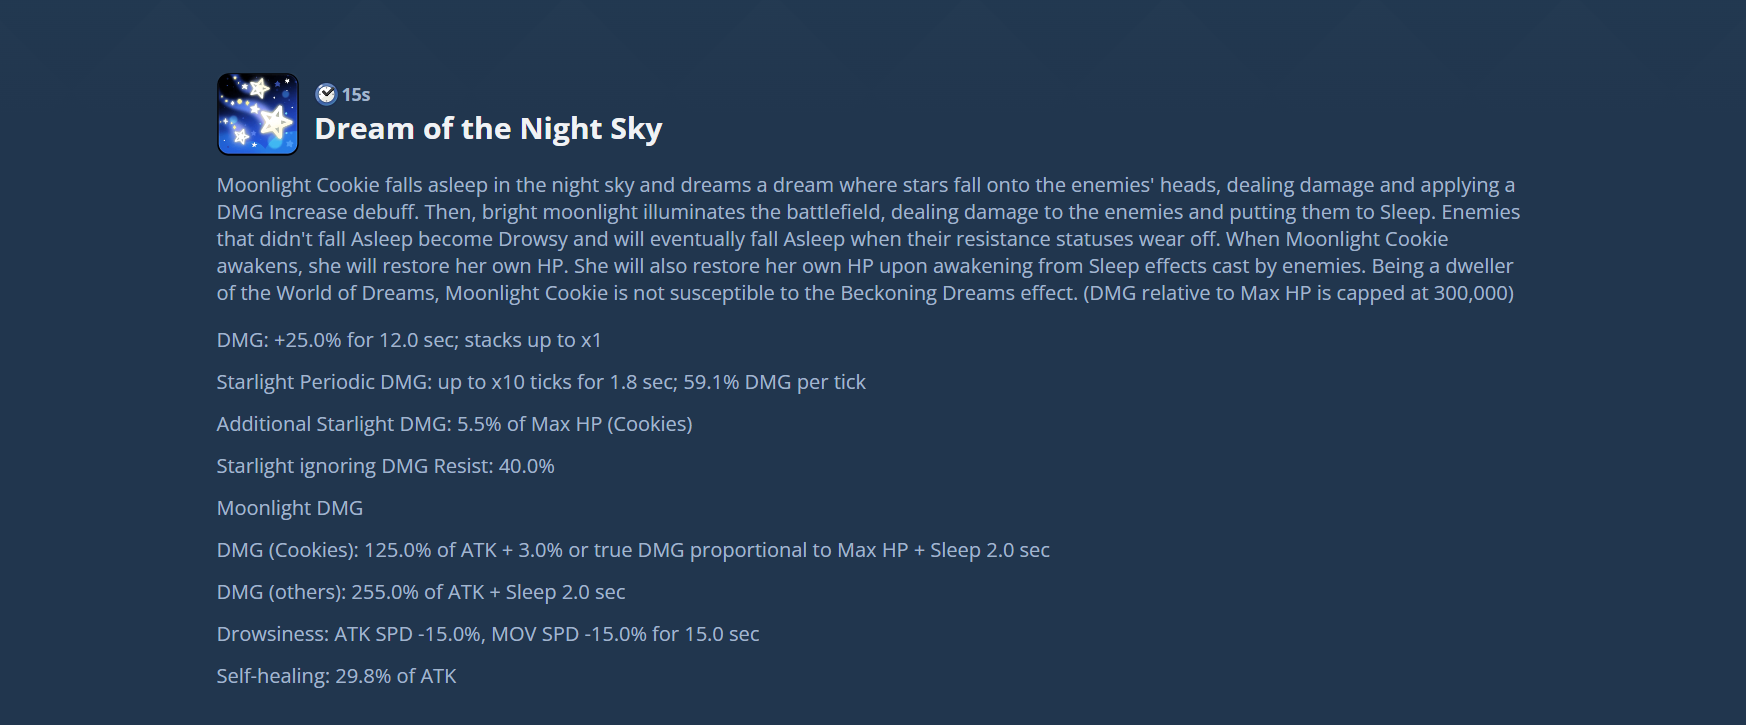 15s
Dream of the Night Sky
Moonlight Cookie falls asleep in the night sky and dreams a dream where stars fall onto the enemies' heads, dealing damage and applying a
DMG Increase debuff. Then, bright moonlight illuminates the battlefield, dealing damage to the enemies and putting them to Sleep. Enemies
that didn't fall Asleep become Drowsy and will eventually fall Asleep when their resistance statuses wear off. When Moonlight Cookie
awakens, she will restore her own HP. She will also restore her own HP upon awakening from Sleep effects cast by enemies. Being a dweller
of the World of Dreams, Moonlight Cookie is not susceptible to the Beckoning Dreams effect. (DMG relative to Max HP is capped at 300,000)
DMG: +25.0% for 12.0 sec; stacks up to x1
Starlight Periodic DMG: up to x10 ticks for 1.8 sec; 59.1% DMG per tick
Additional Starlight DMG: 5.5% of Max HP (Cookies)
Starlight ignoring DMG Resist: 40.0%
Moonlight DMG
DMG (Cookies): 125.0% of ATK + 3.0% or true DMG proportional to Max HP + Sleep 2.0 sec
DMG (others): 255.0% of ATK + Sleep 2.0 sec
Drowsiness: ATK SPD -15.0%, MOV SPD -15.0% for 15.0 sec
Self-healing: 29.8% of ATK